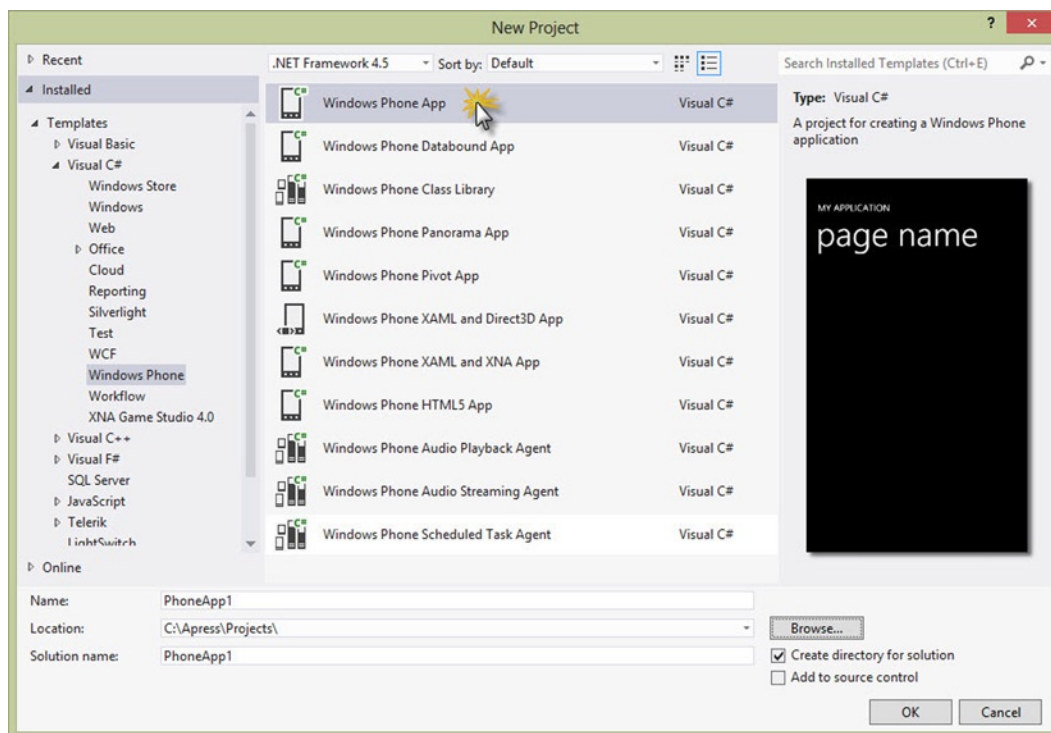 New Project
?
×
Recent
.NET Framework 4.5
Sort by: Default
Search Installed Templates (Ctrl+E)
Installed
Templates
Visual Basic
Visual C#
Windows Store
Windows
Web
Office
Cloud
Reporting
Silverlight
Test
WCF
Windows Phone
Workflow
XNA Game Studio 4.0
Visual C++
Visual F#
SQL Server
JavaScript
Telerik
LightSwitch
Online
C# Windows Phone App Visual C#
C# Windows Phone Databound App Visual C#
C# Windows Phone Class Library Visual C#
C# Windows Phone Panorama App Visual C#
C# Windows Phone Pivot App Visual C#
Windows Phone XAML and Direct3D App Visual C#
C# Windows Phone XAML and XNA App Visual C#
C# Windows Phone HTML5 App Visual C#
C# Windows Phone Audio Playback Agent Visual C#
C# Windows Phone Audio Streaming Agent Visual C#
C# Windows Phone Scheduled Task Agent Visual C#
Type: Visual C#
A project for creating a Windows Phone
application
MY APPLICATION
page name
Name: PhoneApp1
Location: C:\Apress\Projects\
Browse...
Solution name: PhoneApp1
Create directory for solution
Add to source control
OK
Cancel